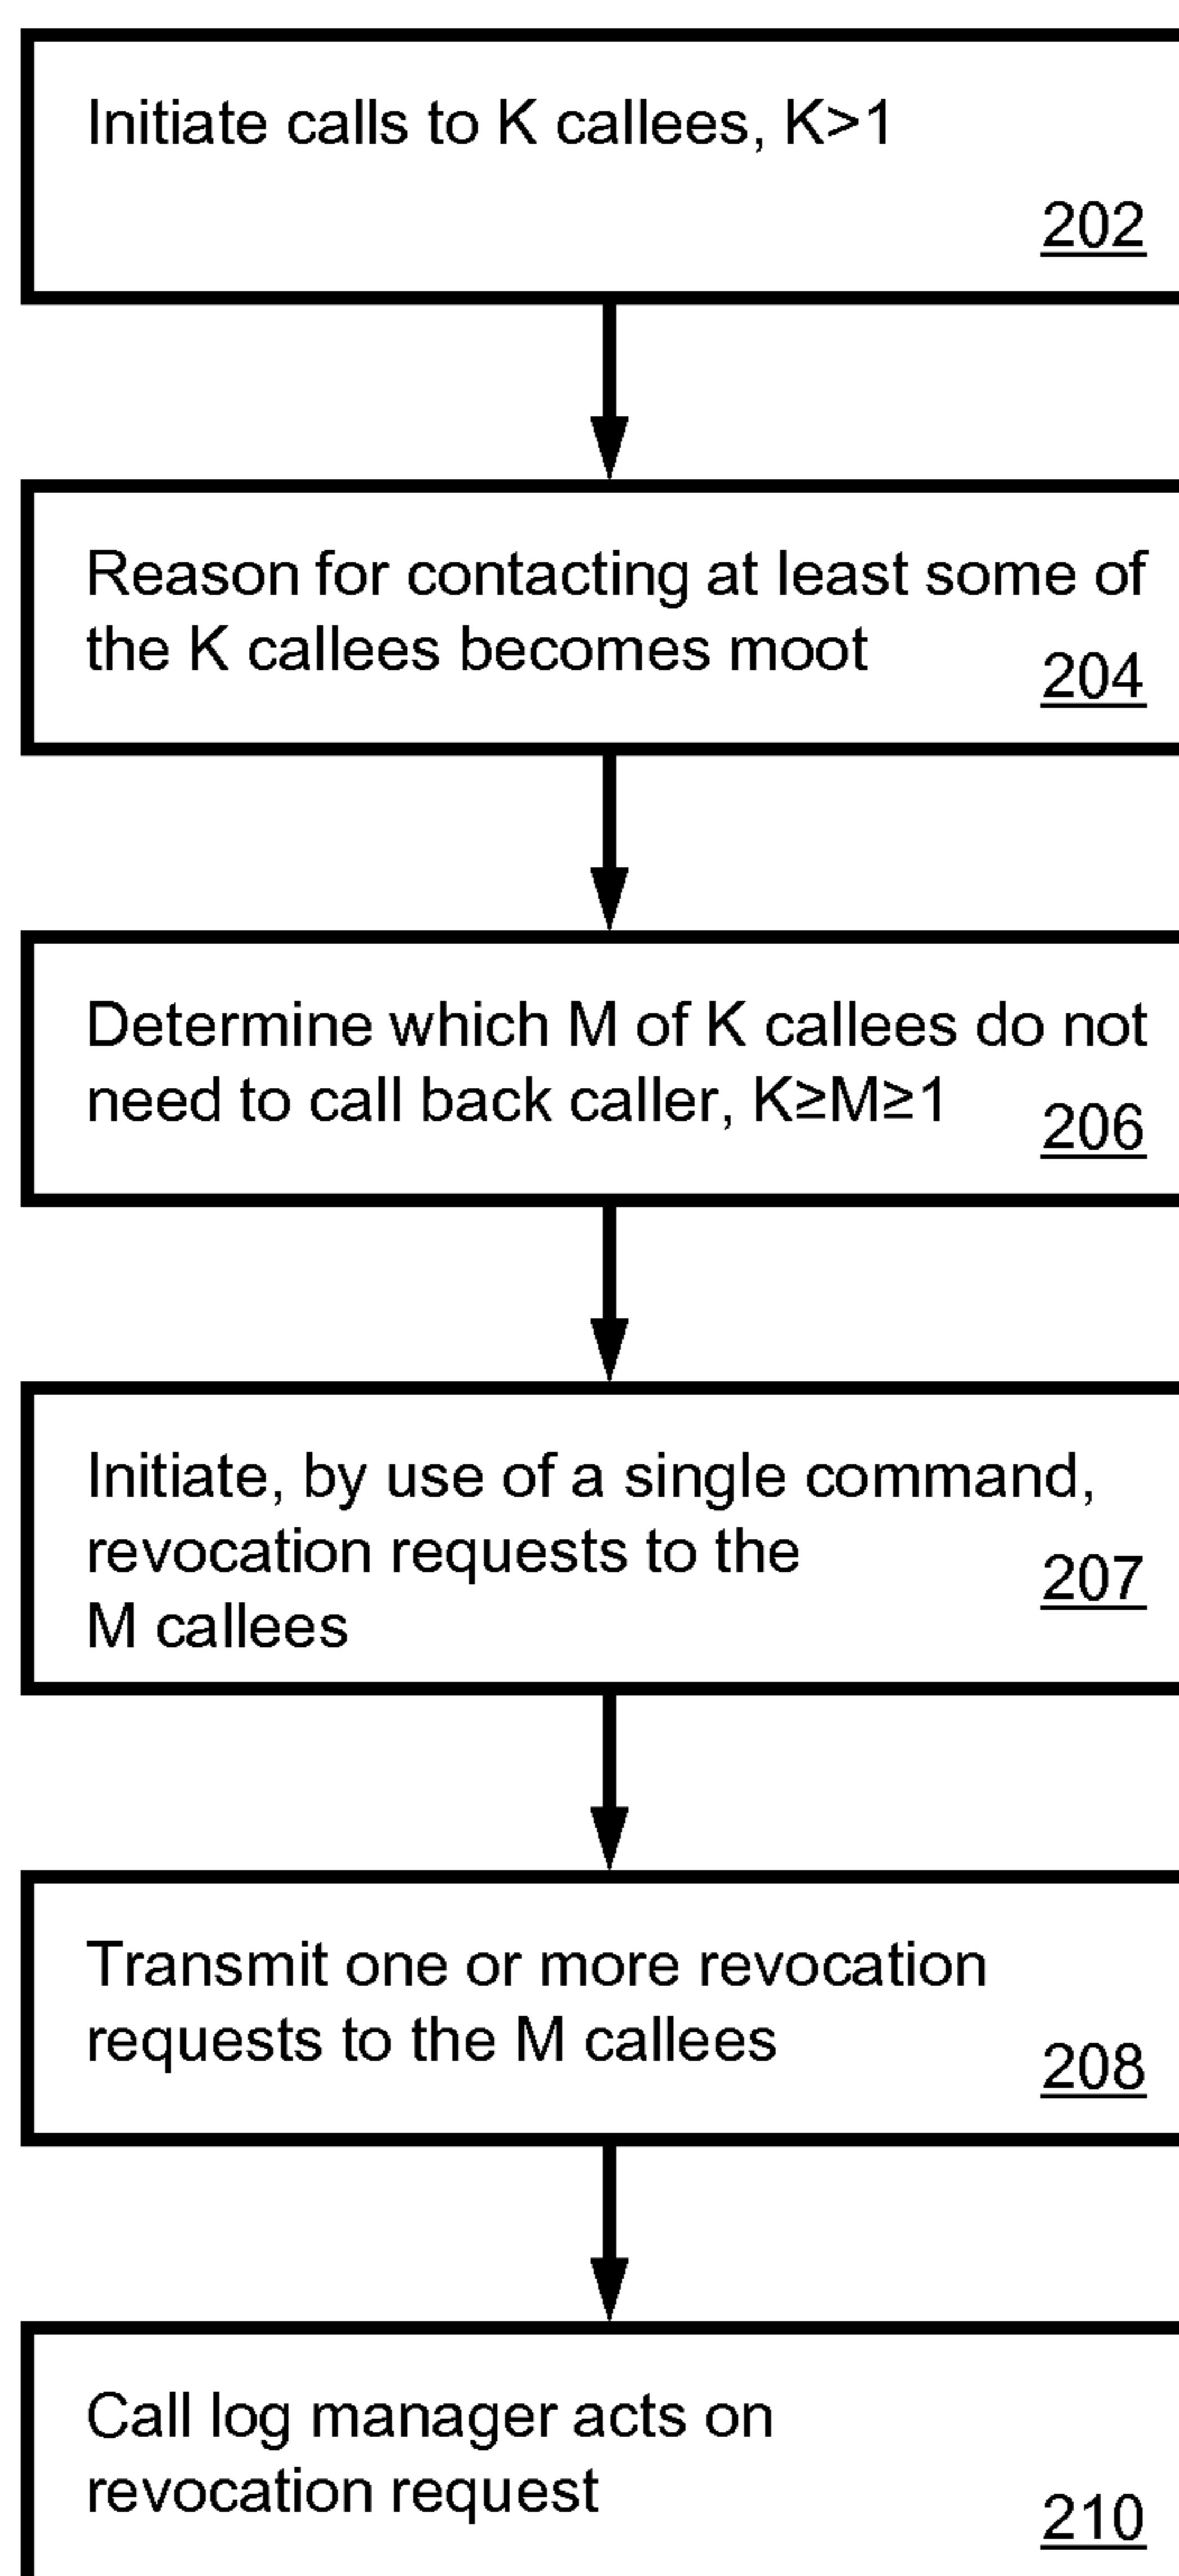 Initiate calls to K callees, K>1
202
Reason for contacting at least some of
the K callees becomes moot
204
Determine which M of K callees do not
need to call back caller, K≥M≥1
206
Initiate, by use of a single command,
revocation requests to the
207
M callees
Transmit one or more revocation
requests to the M callees
208
Call log manager acts on
revocation request
210